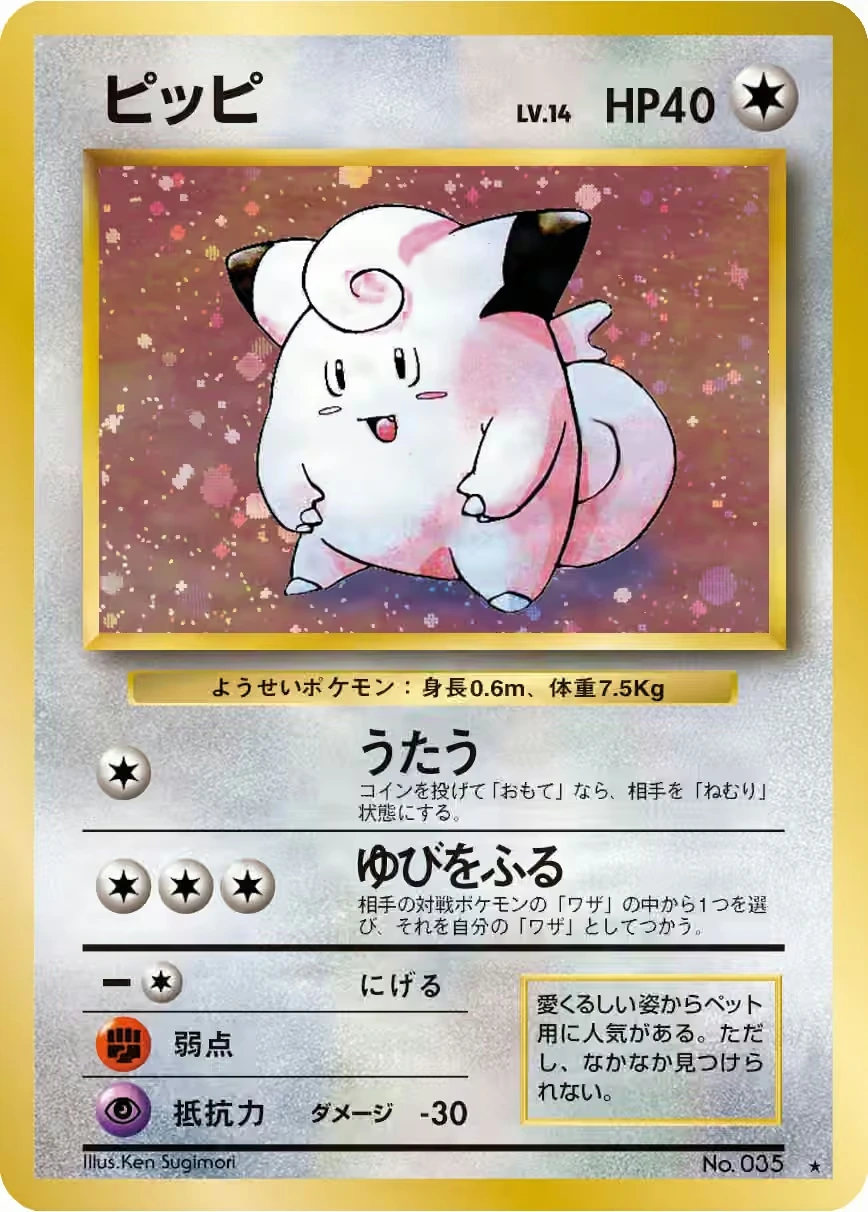 ピッピ LV.14 HP40
ようせいポケモン：身長0.6m、体重7.5Kg
うたう
コインを投げて「おもて」なら、相手を「ねむり」
状態にする。
ゆびをふる
相手の対戦ポケモンの「ワザ」の中から1つを選
び、それを自分の「ワザ」としてつかう。
にげる
弱点
抵抗力 ダメージ -30
愛くるしい姿からペット
用に人気がある。ただ
し、なかなか見つけら
れない。
Illus.Ken Sugimori No. 035 ★